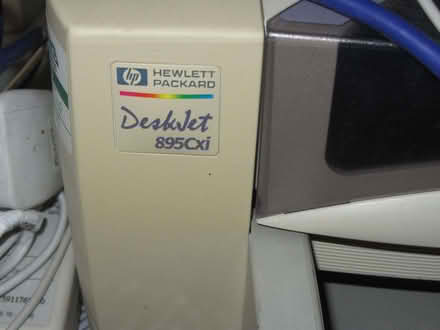 hp HEWLETT
PACKARD
DeskJet
895Cxi